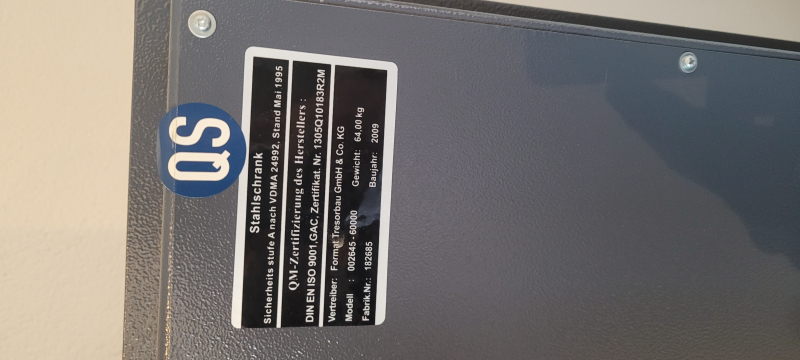 QS
Stahlschrank
Sicherheits stufe A nach VDMA 24992, Stand Mai 1995
QM-Zertifizierung des Herstellers :
DIN EN ISO 9001,GAC, Zertifikat. Nr. 1305Q10183R2M
Vertreiber: Format Tresorbau GmbH & Co. KG
Modell : 002645 - 60000 Gewicht: 64,00 kg
Fabrik.Nr.: 182685 Baujahr: 2009